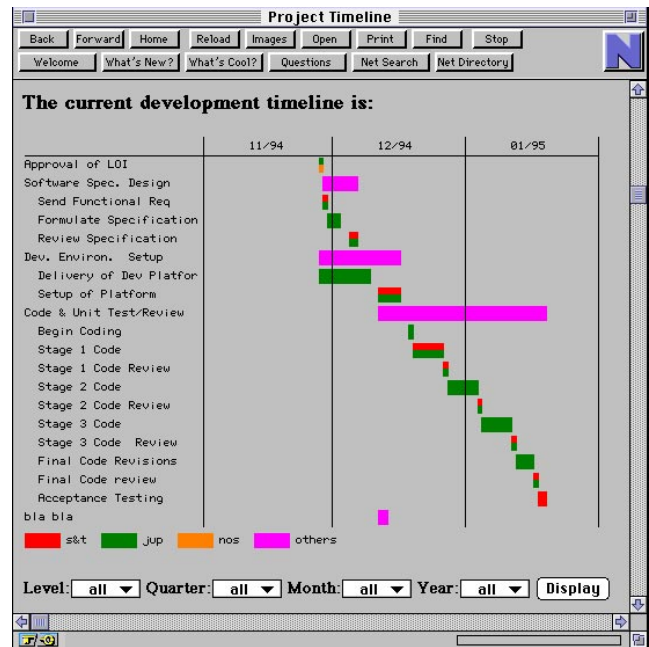 Project Timeline
Back Forward Home Reload Images Open Print Find Stop
Welcome What's New? What's Cool? Questions Net Search Net Directory
N
The current development timeline is:
11/94 12/94 01/95
Approval of LOI
Software Spec. Design
Send Functional Req
Formulate Specification
Review Specification
Dev. Environ. Setup
Delivery of Dev Platfor
Setup of Platform
Code & Unit Test/Review
Begin Coding
Stage 1 Code
Stage 1 Code Review
Stage 2 Code
Stage 2 Code Review
Stage 3 Code
Stage 3 Code Review
Final Code Revisions
Final Code review
Acceptance Testing
bla bla
s&t jup nos others
Level: all Quarter: all Month: all Year: all Display